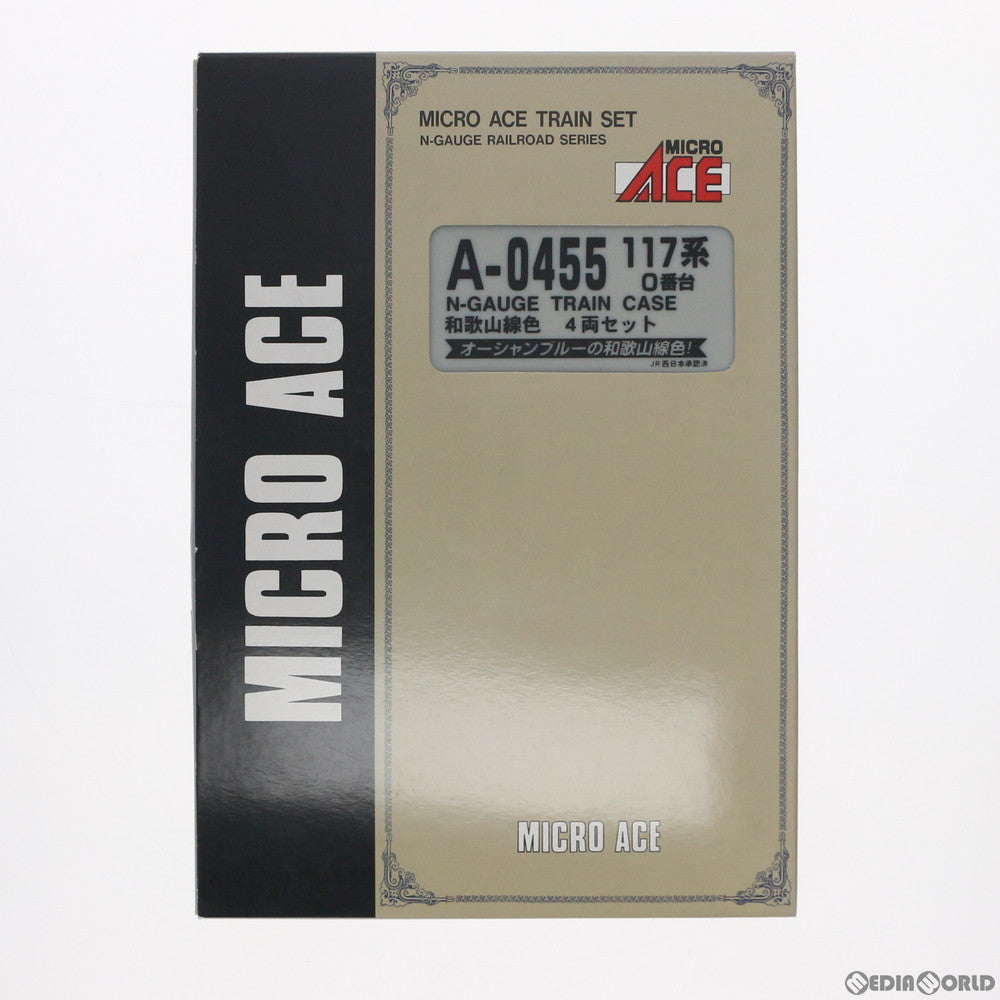 MICRO ACE
MICRO ACE TRAIN SET
N-GAUGE RAILROAD SERIES
MICRO
ACE
A-0455 117系
0番台
N-GAUGE TRAIN CASE
和歌山線色 4両セット
オーシャンブルーの和歌山線色!
JR西日本承認済
MICRO ACE
MEDIAWORLD